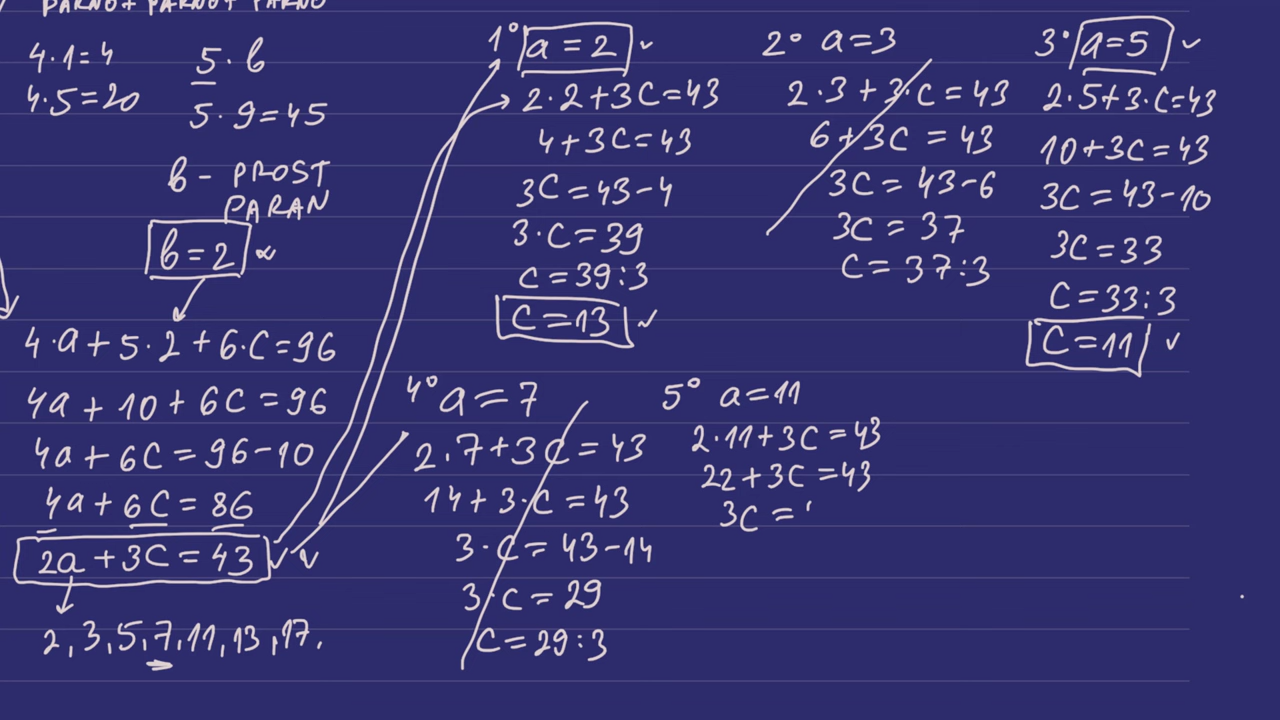 PARNO + PARNO + PARNO
4·1=4
4·5=20
5·b
5·9=45
b - PROST
PARAN
b=2
4·a+5·2+6·c=96
4a+10+6c=96
4a+6c=96-10
4a+6c=86
2a+3c=43
2,3,5,7,11,13,17,
1° a=2
2·2+3c=43
4+3c=43
3c=43-4
3·c=39
c=39:3
c=13
2° a=3
2·3+3·c=43
6+3c=43
3c=43-6
3c=37
c=37:3
3° a=5
2·5+3·c=43
10+3c=43
3c=43-10
3c=33
c=33:3
c=11
4° a=7
2·7+3c=43
14+3·c=43
3·c=43-14
3·c=29
c=29:3
5° a=11
2·11+3c=43
22+3c=43
3c=